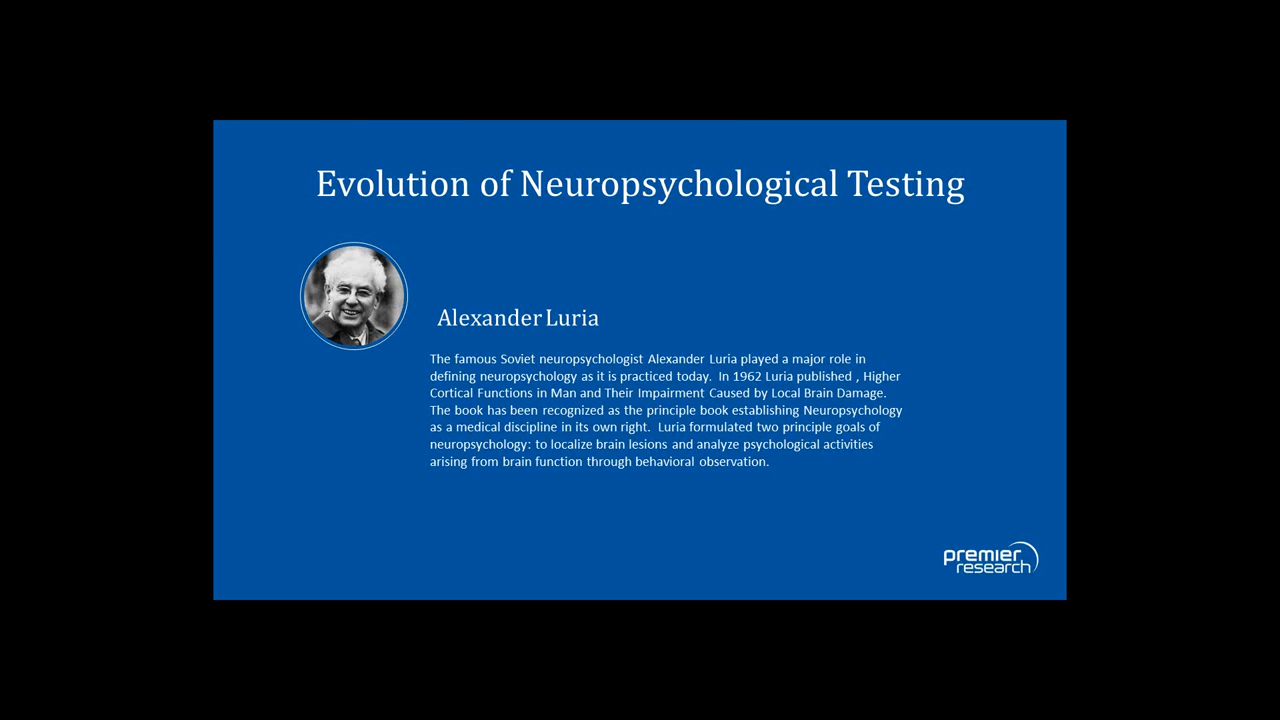 Evolution of Neuropsychological Testing
Alexander Luria
The famous Soviet neuropsychologist Alexander Luria played a major role in
defining neuropsychology as it is practiced today. In 1962 Luria published , Higher
Cortical Functions in Man and Their Impairment Caused by Local Brain Damage.
The book has been recognized as the principle book establishing Neuropsychology
as a medical discipline in its own right. Luria formulated two principle goals of
neuropsychology: to localize brain lesions and analyze psychological activities
arising from brain function through behavioral observation.
premier
research